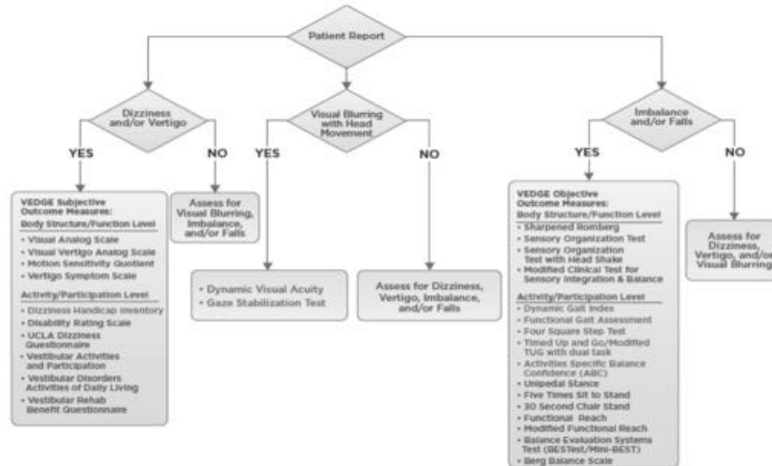 Patient Report
Dizziness
and/or Vertigo
YES
NO
VEDGE Subjective
Outcome Measures:
Body Structure/Function Level
• Visual Analog Scale
• Visual Vertigo Analog Scale
• Motion Sensitivity Quotient
• Vertigo Symptom Scale
Activity/Participation Level
• Dizziness Handicap Inventory
• Disability Rating Scale
• UCLA Dizziness
Questionnaire
• Vestibular Activities
and Participation
• Vestibular Disorders
Activities of Daily Living
• Vestibular Rehab
Benefit Questionnaire
Assess for
Visual Blurring,
Imbalance,
and/or Falls
Visual Blurring
with Head
Movement
YES
NO
• Dynamic Visual Acuity
• Gaze Stabilization Test
Assess for Dizziness,
Vertigo, Imbalance,
and/or Falls
Imbalance
and/or Falls
YES
NO
VEDGE Objective
Outcome Measures:
Body Structure/Function Level
• Sharpened Romberg
• Sensory Organization Test
• Sensory Organization
Test with Head Shake
• Modified Clinical Test for
Sensory Integration & Balance
Activity/Participation Level
• Dynamic Gait Index
• Functional Gait Assessment
• Four Square Step Test
• Timed Up and Go/Modified
TUG with dual task
• Activities Specific Balance
Confidence (ABC)
• Unipedal Stance
• Five Times Sit to Stand
• 30 Second Chair Stand
• Functional Reach
• Modified Functional Reach
• Balance Evaluation Systems
Test (BESTest/Mini-BEST)
• Berg Balance Scale
Assess for
Dizziness,
Vertigo, and/or
Visual Blurring